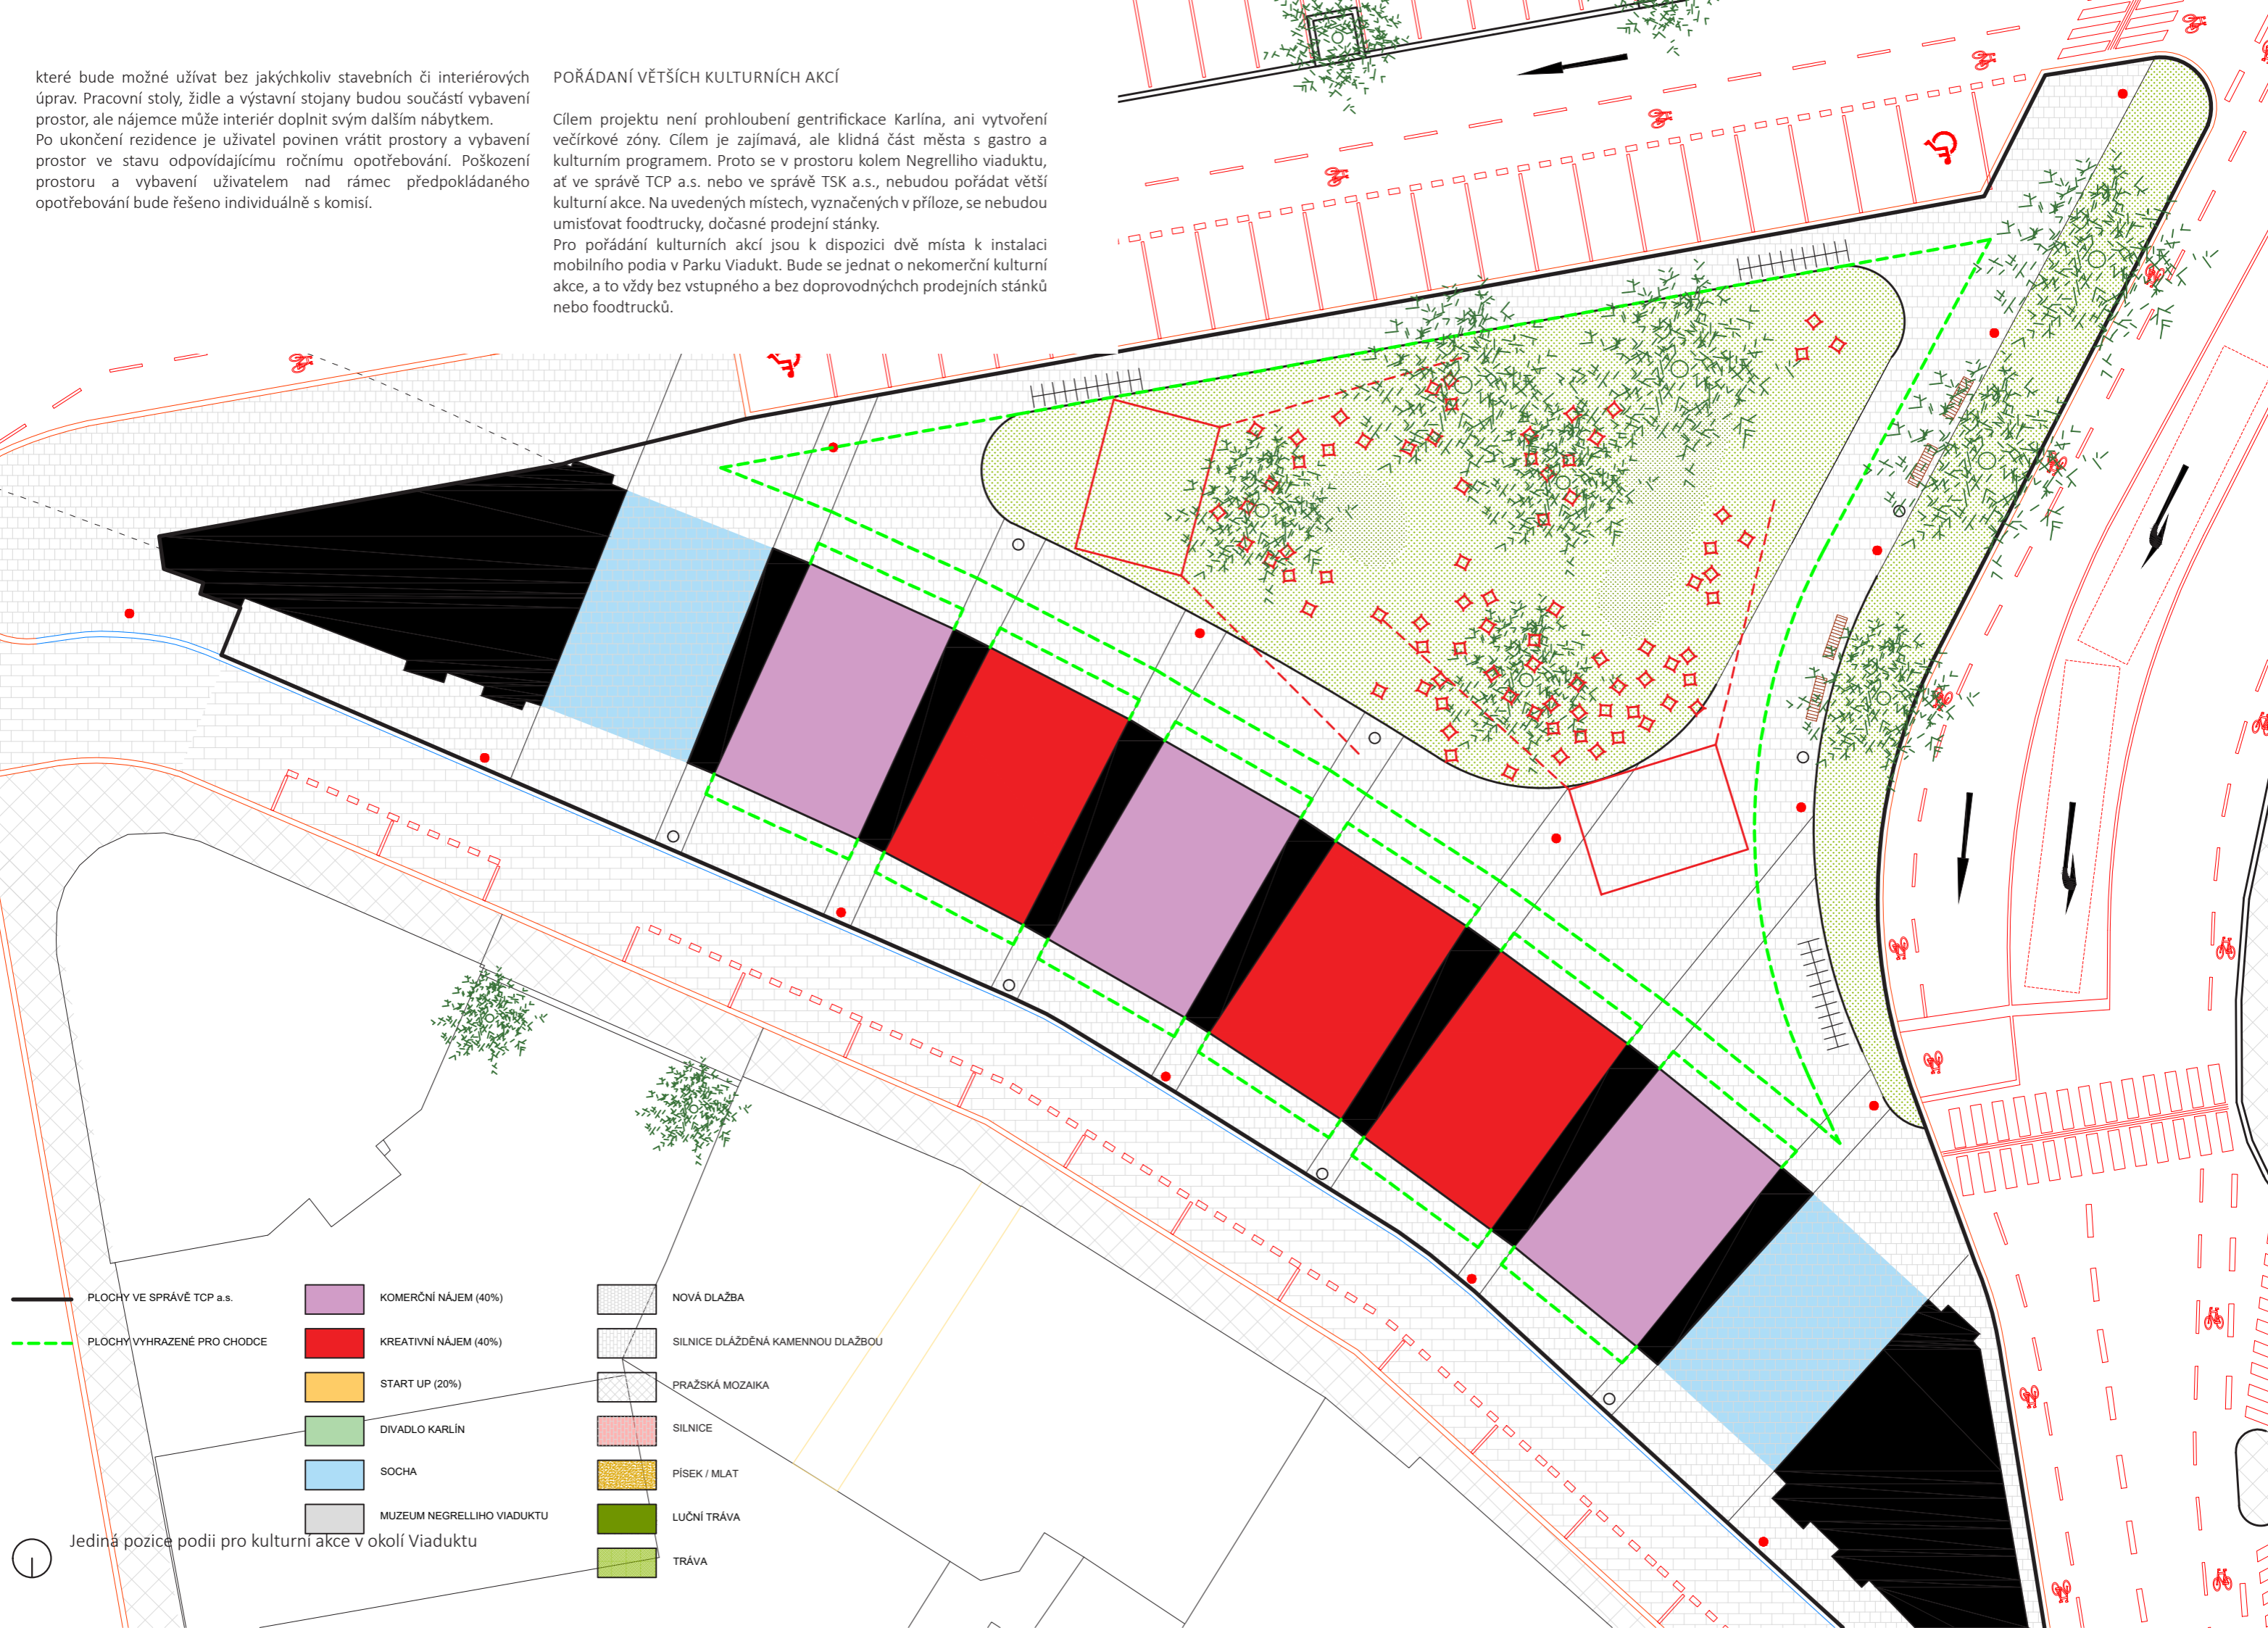 které bude možné užívat bez jakýchkoliv stavebních či interiérových
úprav. Pracovní stoly, židle a výstavní stojany budou součástí vybavení
prostor, ale nájemce může interiér doplnit svým dalším nábytkem.
Po ukončení rezidence je uživatel povinen vrátit prostory a vybavení
prostor ve stavu odpovídajícímu ročnímu opotřebování. Poškození
prostoru a vybavení uživatelem nad rámec předpokládaného
opotřebování bude řešeno individuálně s komisí.
POŘÁDANÍ VĚTŠÍCH KULTURNÍCH AKCÍ
Cílem projektu není prohloubení gentrifickace Karlína, ani vytvoření
večírkové zóny. Cílem je zajímavá, ale klidná část města s gastro a
kulturním programem. Proto se v prostoru kolem Negrelliho viaduktu,
ať ve správě TCP a.s. nebo ve správě TSK a.s., nebudou pořádat větší
kulturní akce. Na uvedených místech, vyznačených v příloze, se nebudou
umisťovat foodtrucky, dočasné prodejní stánky.
Pro pořádání kulturních akcí jsou k dispozici dvě místa k instalaci
mobilního podia v Parku Viadukt. Bude se jednat o nekomerční kulturní
akce, a to vždy bez vstupného a bez doprovodnýchch prodejních stánků
nebo foodtrucků.
PLOCHY VE SPRÁVĚ TCP a.s.
PLOCHY VYHRAZENÉ PRO CHODCE
KOMERČNÍ NÁJEM (40%)
KREATIVNÍ NÁJEM (40%)
START UP (20%)
DIVADLO KARLÍN
SOCHA
MUZEUM NEGRELLIHO VIADUKTU
NOVÁ DLAŽBA
SILNICE DLÁŽDĚNÁ KAMENNOU DLAŽBOU
PRAŽSKÁ MOZAIKA
SILNICE
PÍSEK / MLAT
LUČNÍ TRÁVA
TRÁVA
Jediná pozice podii pro kulturní akce v okolí Viaduktu